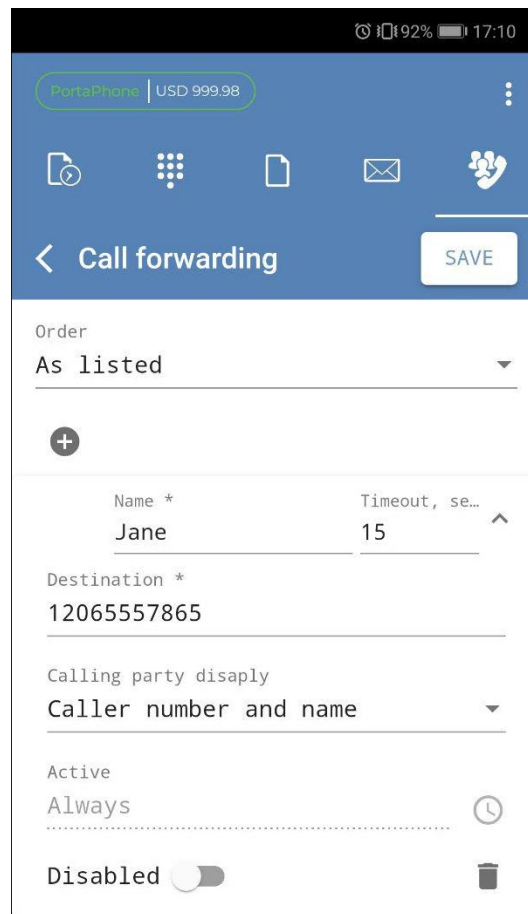 92% 17:10
PortaPhone USD 999.98
Call forwarding SAVE
Order
As listed
Name * Timeout, se...
Jane 15
Destination *
12065557865
Calling party disaply
Caller number and name
Active
Always
Disabled